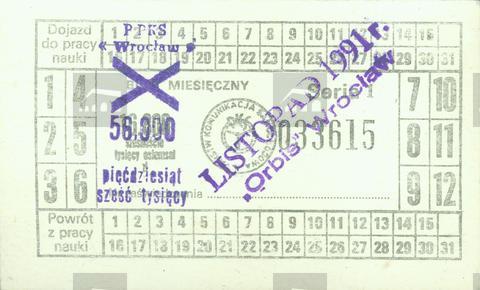 Dojazd do pracy nauki
1 2 3 4 5 6 7 8 9 10 11 12 13 14 15
16 17 18 19 20 21 22 23 24 25 26 27 28 29 30 31
PPKS
« Wrocław »
MIESIĘCZNY
Seria
1 4
2 5
3 6
7 10
8 11
9 12
56.000
pięćdziesiąt
sześć tysięcy
0033615
LISTOPAD 1991 r.
„Orbis" Wrocław
Powrót z pracy nauki
1 2 3 4 5 6 7 8 9 10 11 12 13 14 15
16 17 18 19 20 21 22 23 24 25 26 27 28 29 30 31